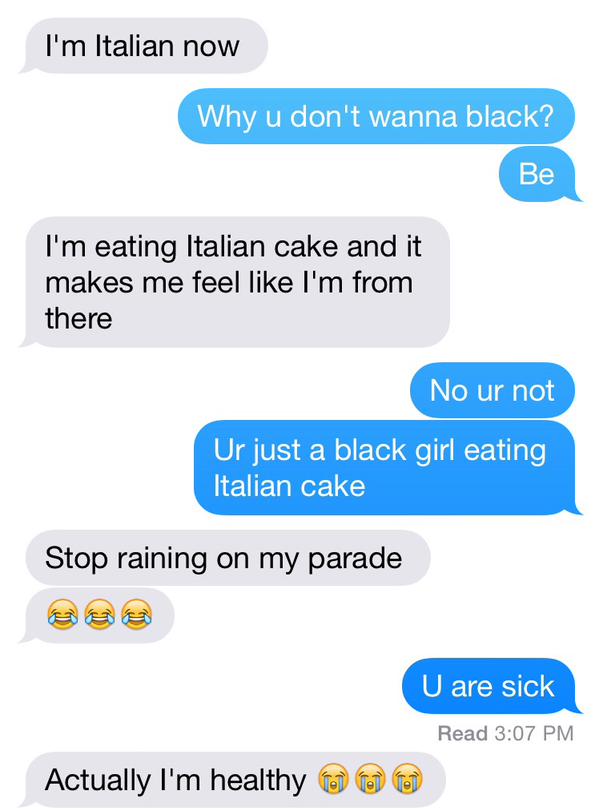 I'm Italian now
Why u don't wanna black?
Be
I'm eating Italian cake and it
makes me feel like I'm from
there
No ur not
Ur just a black girl eating
Italian cake
Stop raining on my parade
😂😂😂
U are sick
Read 3:07 PM
Actually I'm healthy 😭😭😭